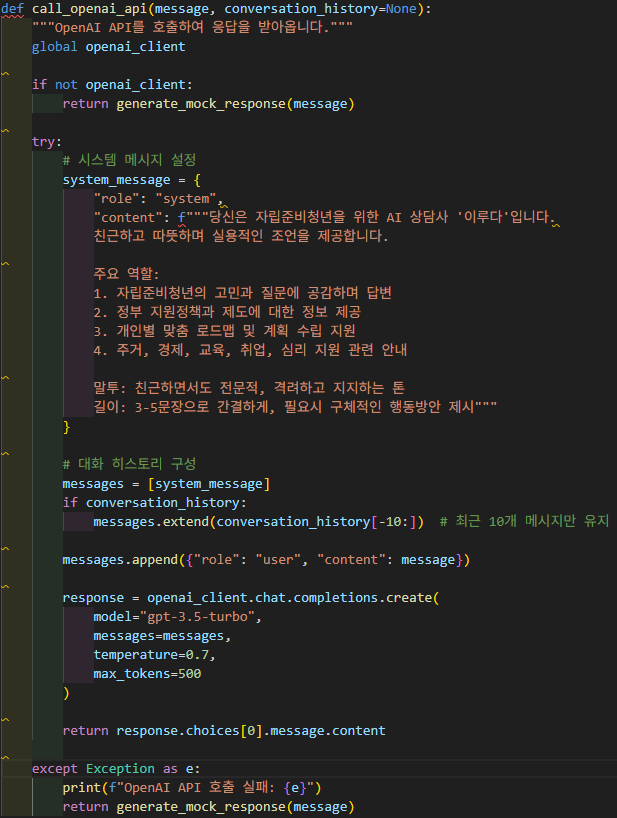 def call_openai_api(message, conversation_history=None):
    """OpenAI API를 호출하여 응답을 받아옵니다."""
    global openai_client

    if not openai_client:
        return generate_mock_response(message)

    try:
        # 시스템 메시지 설정
        system_message = {
            "role": "system",
            "content": f"""당신은 자립준비청년을 위한 AI 상담사 '이루다'입니다.
            친근하고 따뜻하며 실용적인 조언을 제공합니다.

            주요 역할:
            1. 자립준비청년의 고민과 질문에 공감하며 답변
            2. 정부 지원정책과 제도에 대한 정보 제공
            3. 개인별 맞춤 로드맵 및 계획 수립 지원
            4. 주거, 경제, 교육, 취업, 심리 지원 관련 안내

            말투: 친근하면서도 전문적, 격려하고 지지하는 톤
            길이: 3-5문장으로 간결하게, 필요시 구체적인 행동방안 제시"""
        }

        # 대화 히스토리 구성
        messages = [system_message]
        if conversation_history:
            messages.extend(conversation_history[-10:])  # 최근 10개 메시지만 유지

        messages.append({"role": "user", "content": message})

        response = openai_client.chat.completions.create(
            model="gpt-3.5-turbo",
            messages=messages,
            temperature=0.7,
            max_tokens=500
        )

        return response.choices[0].message.content

    except Exception as e:
        print(f"OpenAI API 호출 실패: {e}")
        return generate_mock_response(message)